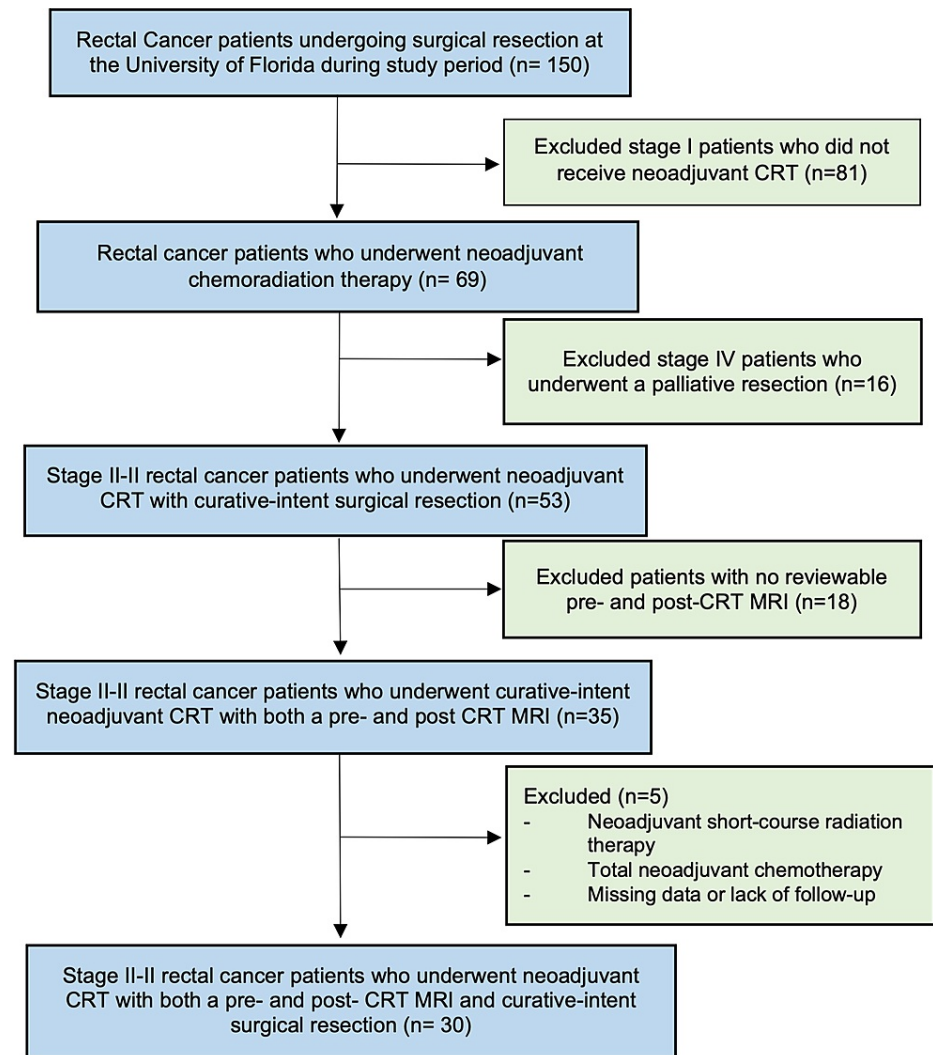 Rectal Cancer patients undergoing surgical resection at
the University of Florida during study period (n= 150)
Excluded stage I patients who did not
receive neoadjuvant CRT (n=81)
Rectal cancer patients who underwent neoadjuvant
chemoradiation therapy (n= 69)
Excluded stage IV patients who
underwent a palliative resection (n=16)
Stage II-II rectal cancer patients who underwent neoadjuvant
CRT with curative-intent surgical resection (n=53)
Excluded patients with no reviewable
pre- and post-CRT MRI (n=18)
Stage II-II rectal cancer patients who underwent curative-intent
neoadjuvant CRT with both a pre- and post CRT MRI (n=35)
Excluded (n=5)
- Neoadjuvant short-course radiation
therapy
- Total neoadjuvant chemotherapy
- Missing data or lack of follow-up
Stage II-II rectal cancer patients who underwent neoadjuvant
CRT with both a pre- and post- CRT MRI and curative-intent
surgical resection (n= 30)